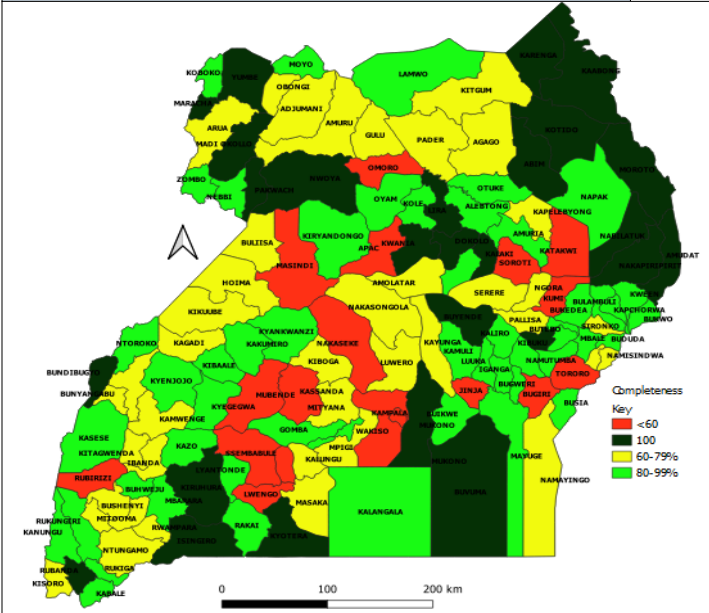 KOBOKO
TUMBE
MOYO
OBONGI
ADJUMANI
MARACHA
ARUA
AMURU
GULU
LAMWO
KITGUM
PADER
AGAGO
KAABONG
KOTIDO
ABIM
MOROTO
ZOMBO
NEBBI
PAKWACH
NWOYA
OMORO
OYAM
KOLE
LIRA
OTUKE
ALEBTONG
KAPELEBYONG
NAPAK
NABILATUK
NAKAPIRIPIRIT
AMUDAT
BULIISA
KIRYANDONGO
APAC
KWANIA
DOKOLO
AMURIA
KATAKWI
SOROTI
MASINDI
HOIMA
AMOLATAR
SERERE
NGORA
KUMI
BUKEDEA
BULAMBULI
KWEEN
KAPCHORWA
BUKWO
KIKUUBE
NAKASONGOLA
BUYENDE
PALLISA
SIRONKO
MBALE
BUDUDA
NAMISINDWA
NTOROKO
KAGADI
KYANKWANZI
KAKUMIRO
NAKASEKE
KIBOGA
LUWERO
KAYUNGA
KAMULI
KALIRO
LUUKA
IGANGA
NAMUTUMBA
BUGWERI
TORORO
BUNDIBUGYO
BUNYANGABU
KYENJOJO
KIBAALE
KYEGEGWA
MUBENDE
KASSANDA
MITYANA
KAMPALA
WAKISO
JINJA
BUGIRI
BUSIA
KAMWENGE
KASESE
KITAGWENDA
IBANDA
KAZO
GOMBA
MPIGI
KALUNGU
MUKONO
MUKONO
MAYUGE
NAMAYINGO
RUBIRIZI
BUHWEJU
SSEMBABULE
LYANTONDE
KIRUHURA
MBARARA
LWENGO
MASAKA
KALANGALA
BUVUMA
BUSHENYI
MITOOMA
RUKUNGIRI
KANUNGU
RWAMPARA
ISINGIRO
RAKAI
KYOTERA
NTUNGAMO
RUKIGA
RUBANDA
KISORO
KABALE
Completeness
Key
<60
100
60-79%
80-99%
0 100 200 km